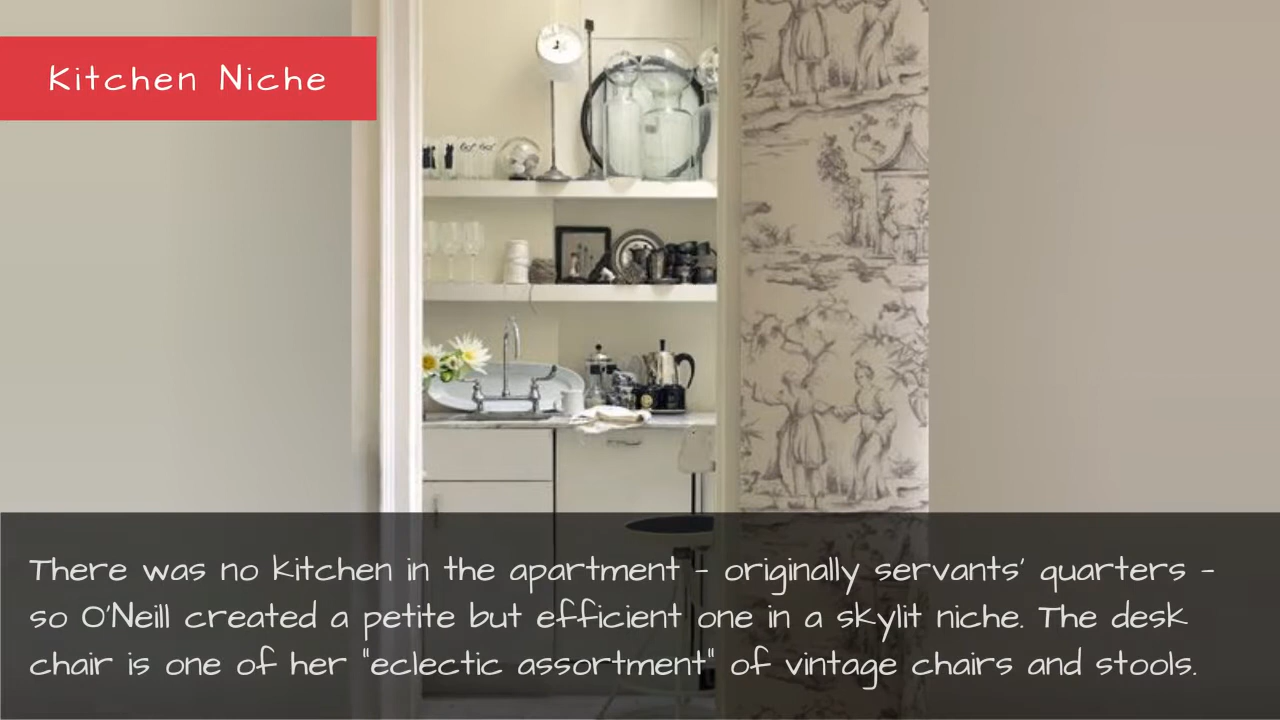 Kitchen Niche
There was no kitchen in the apartment - originally servants' quarters -
so O'Neill created a petite but efficient one in a skylit niche. The desk
chair is one of her "eclectic assortment" of vintage chairs and stools.